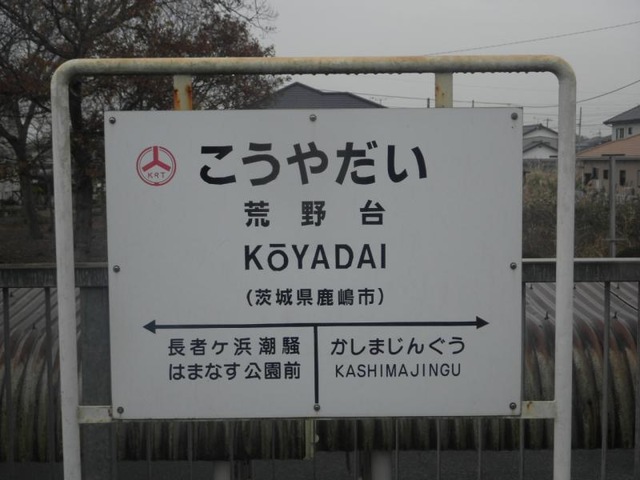 KRT
こうやだい
荒野台
KŌYADAI
(茨城県鹿嶋市)
長者ヶ浜潮騒
はまなす公園前
かしまじんぐう
KASHIMAJINGU